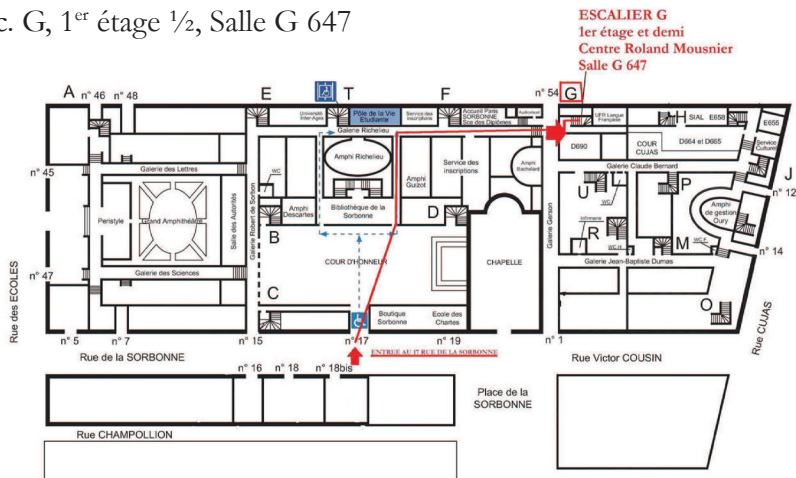 c. G, 1er étage ½, Salle G 647
ESCALIER G
1er étage et demi
Centre Roland Mousnier
Salle G 647
A
n° 46
n° 48
E
T
F
n° 54
G
Université
Inter-Ages
Pôle de la Vie
Etudiante
Service des
inscriptions
Accueil Paris
SORBONNE
Sce des Diplômes
UFR Langue
Française
H
SIAL
E658
E655
Galerie Richelieu
D690
COUR
CUJAS
D664 et D665
Service
Culturel
n° 45
Galerie des Lettres
Amphi Richelieu
Amphi
Guizot
Service des
inscriptions
Amphi
Bachelard
Galerie Claude Bernard
J
n° 12
WC
U
WC
P
Peristyle
Grand Amphithéâtre
Salle des Autorités
Galerie Robert de Sorbon
Amphi
Descartes
Bibliothèque de la
Sorbonne
D
Galerie Gerson
Amphi
de gestion
Oury
B
Infirmerie
R
WC H
M
WC F
n° 14
n° 47
Galerie des Sciences
COUR D'HONNEUR
CHAPELLE
Galerie Jean-Baptiste Dumas
Rue des ECOLES
C
Boutique
Sorbonne
Ecole des
Chartes
O
Rue CUJAS
n° 5
n° 7
n° 15
n° 17
n° 19
n° 1
Rue de la SORBONNE
ENTREE AU 17 RUE DE LA SORBONNE
Rue Victor COUSIN
n° 16
n° 18
n° 18bis
Place de la
SORBONNE
Rue CHAMPOLLION